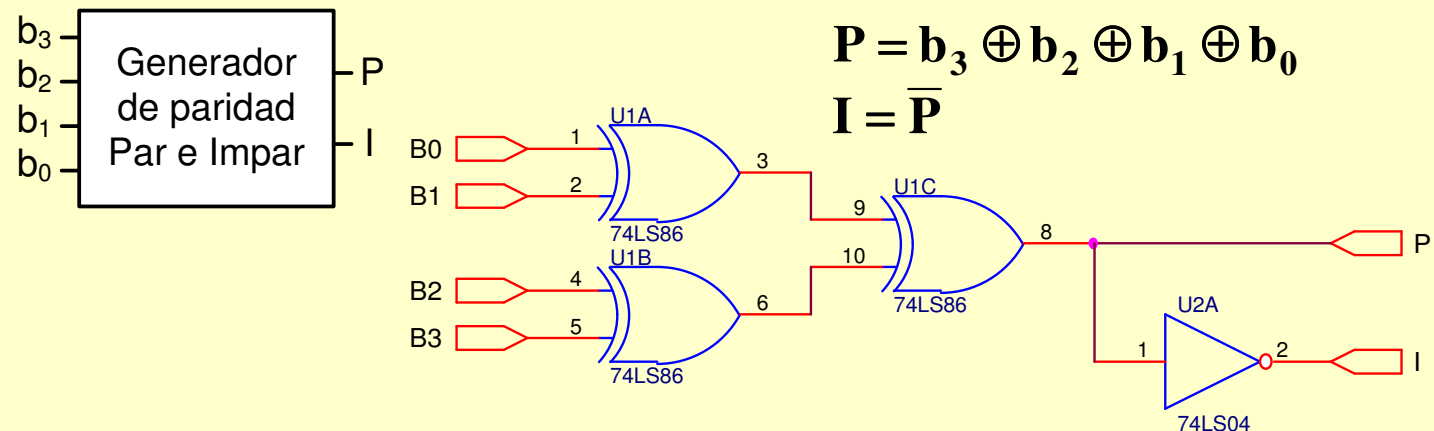 b₃
b₂
b₁
b₀
Generador
de paridad
Par e Impar
P
I
P = b₃ ⊕ b₂ ⊕ b₁ ⊕ b₀
I = P̅
B0
B1
1
2
U1A
3
74LS86
B2
B3
4
5
U1B
6
74LS86
9
10
U1C
8
74LS86
P
U2A
1
2
I
74LS04